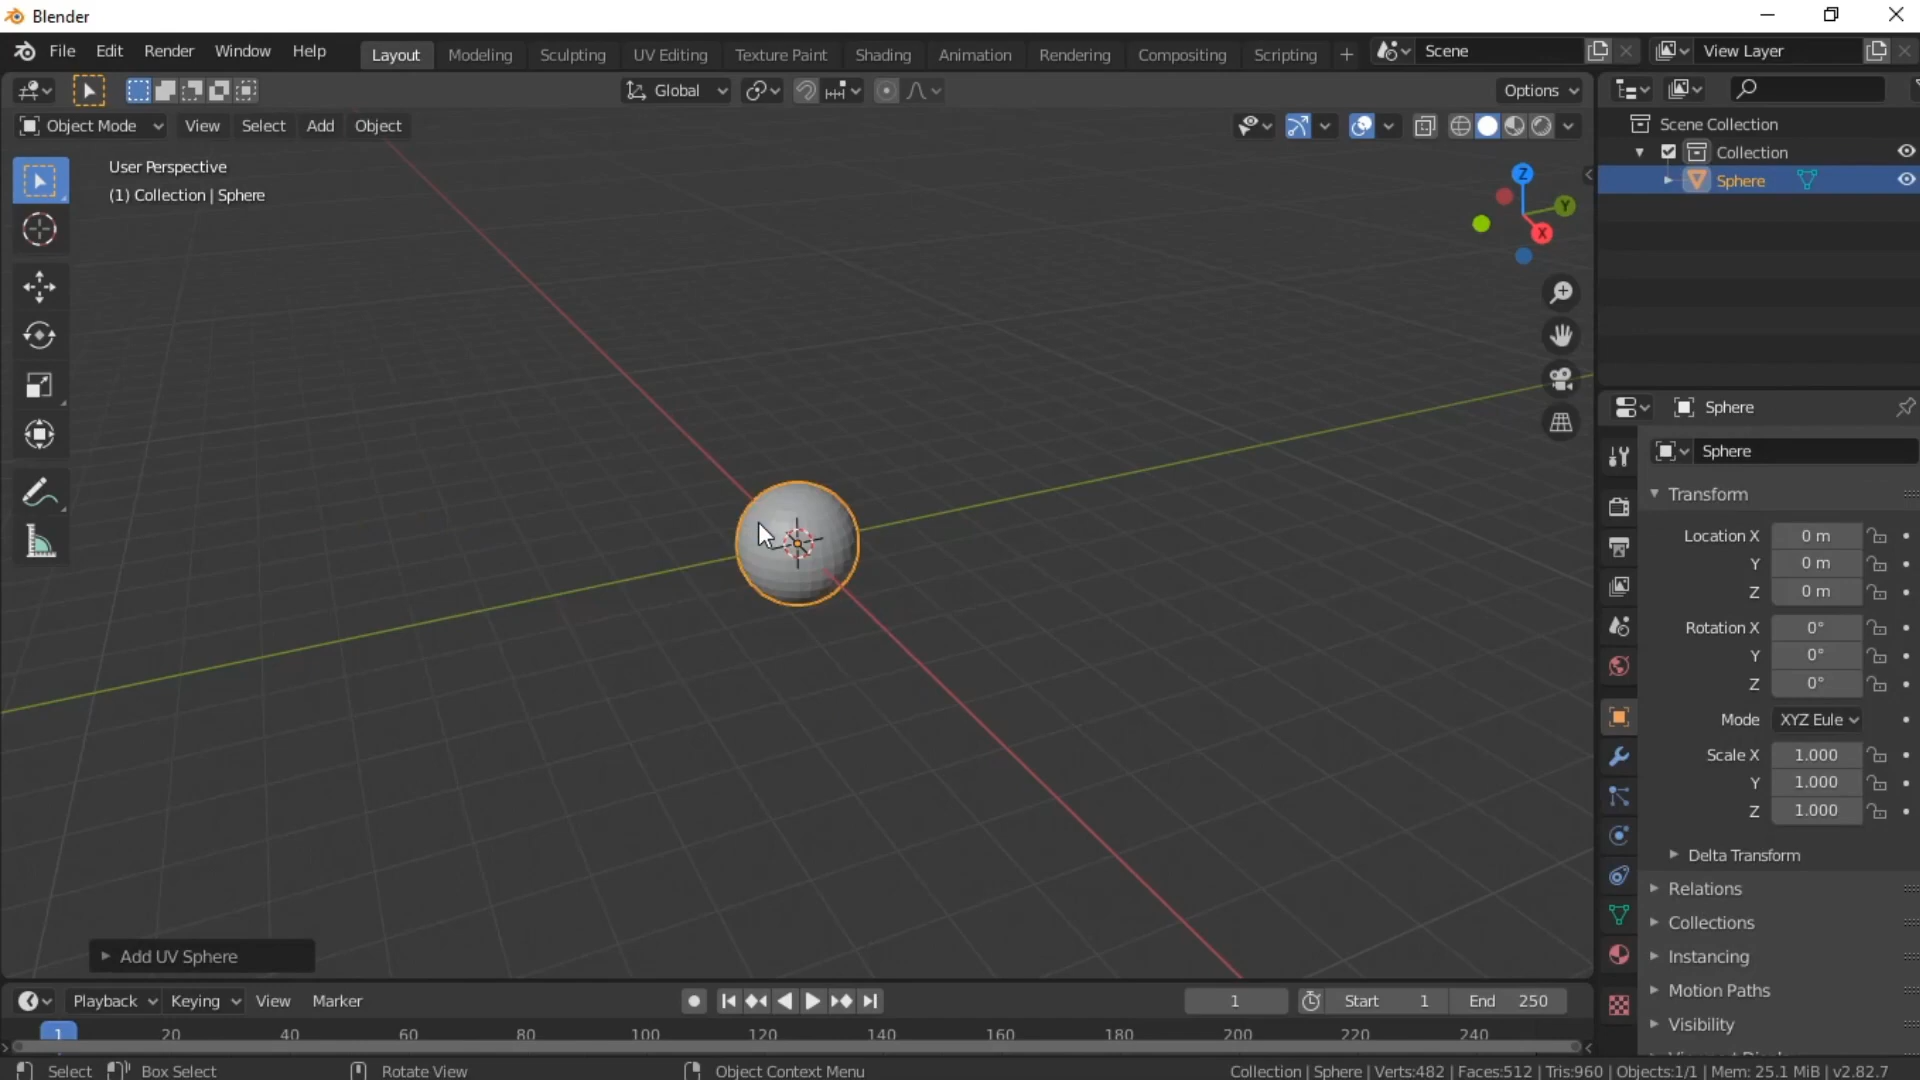 Blender
File Edit Render Window Help Layout Modeling Sculpting UV Editing Texture Paint Shading Animation Rendering Compositing Scripting + Scene View Layer
Global Options
Object Mode View Select Add Object
User Perspective
(1) Collection | Sphere
Z
Y
X
Scene Collection
Collection
Sphere
Sphere
Sphere
Transform
Location X 0 m
Y 0 m
Z 0 m
Rotation X 0°
Y 0°
Z 0°
Mode XYZ Eule
Scale X 1.000
Y 1.000
Z 1.000
Delta Transform
Relations
Collections
Instancing
Motion Paths
Visibility
Add UV Sphere
Playback Keying View Marker 1 Start 1 End 250
1 20 40 60 80 100 120 140 160 180 200 220 240
Select Box Select Rotate View Object Context Menu Collection | Sphere | Verts:482 | Faces:512 | Tris:960 | Objects:1/1 | Mem: 25.1 MiB | v2.82.7